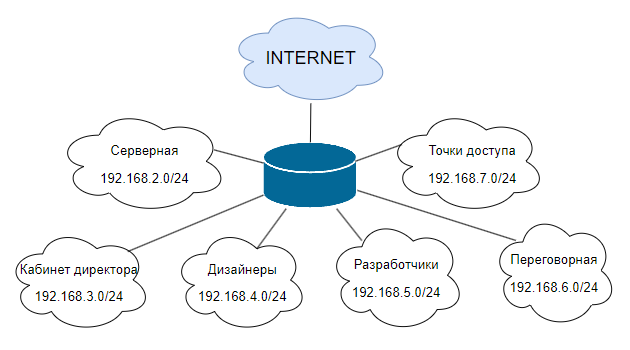 INTERNET
Серверная
192.168.2.0/24
Точки доступа
192.168.7.0/24
Кабинет директора
192.168.3.0/24
Дизайнеры
192.168.4.0/24
Разработчики
192.168.5.0/24
Переговорная
192.168.6.0/24